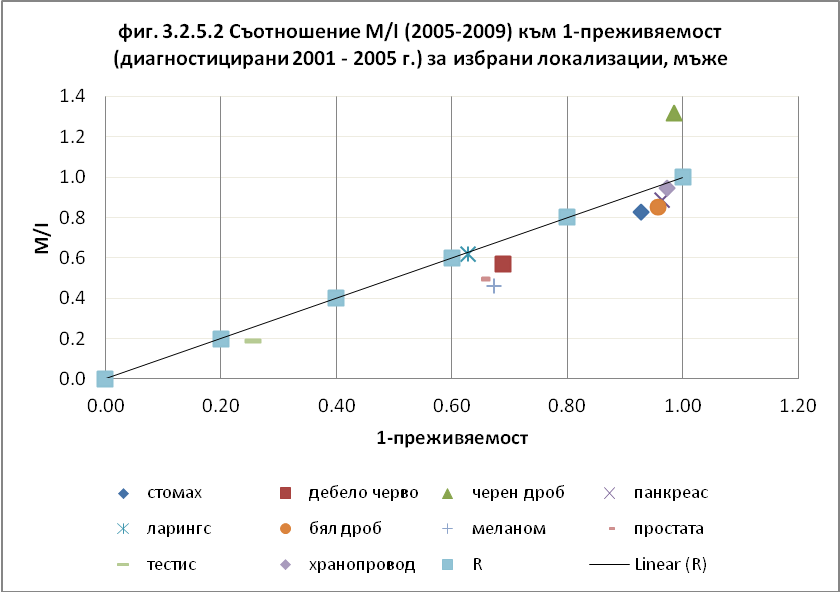 фиг. 3.2.5.2 Съотношение M/I (2005-2009) към 1-преживяемост
(диагностицирани 2001 - 2005 г.) за избрани локализации, мъже
M/I
1.4
1.2
1.0
0.8
0.6
0.4
0.2
0.0
0.00 0.20 0.40 0.60 0.80 1.00 1.20
1-преживяемост
стомах дебело черво черен дроб панкреас
ларингс бял дроб меланом простата
тестис хранопровод R Linear (R)